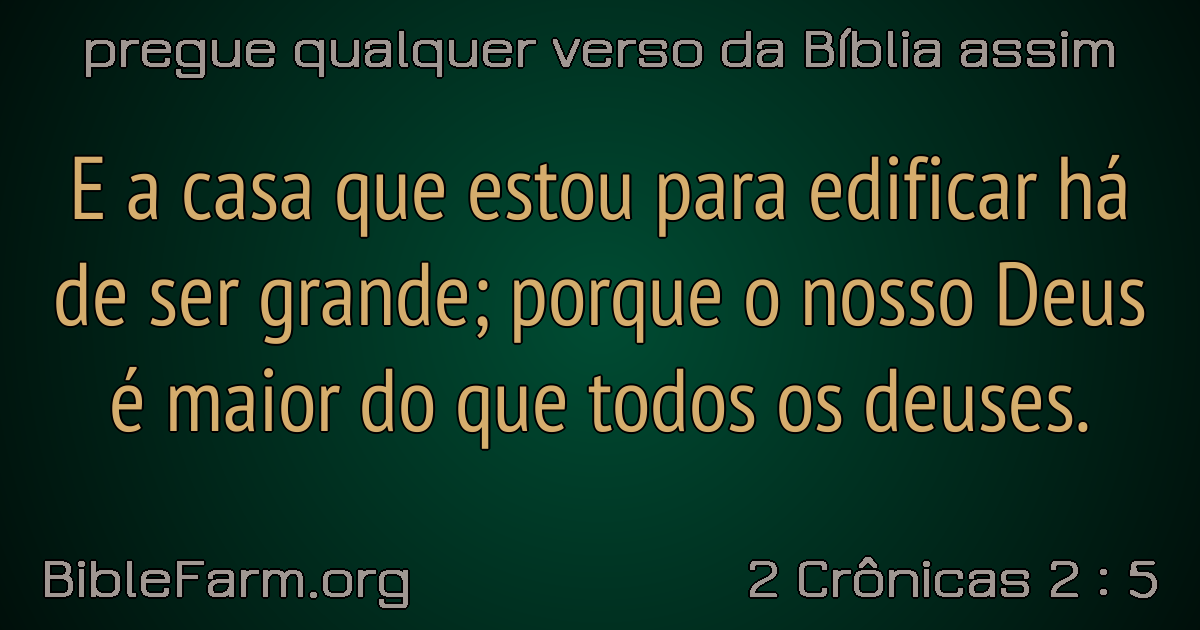 pregue qualquer verso da Bíblia assim
E a casa que estou para edificar há
de ser grande; porque o nosso Deus
é maior do que todos os deuses.
BibleFarm.org
2 Crônicas 2 : 5